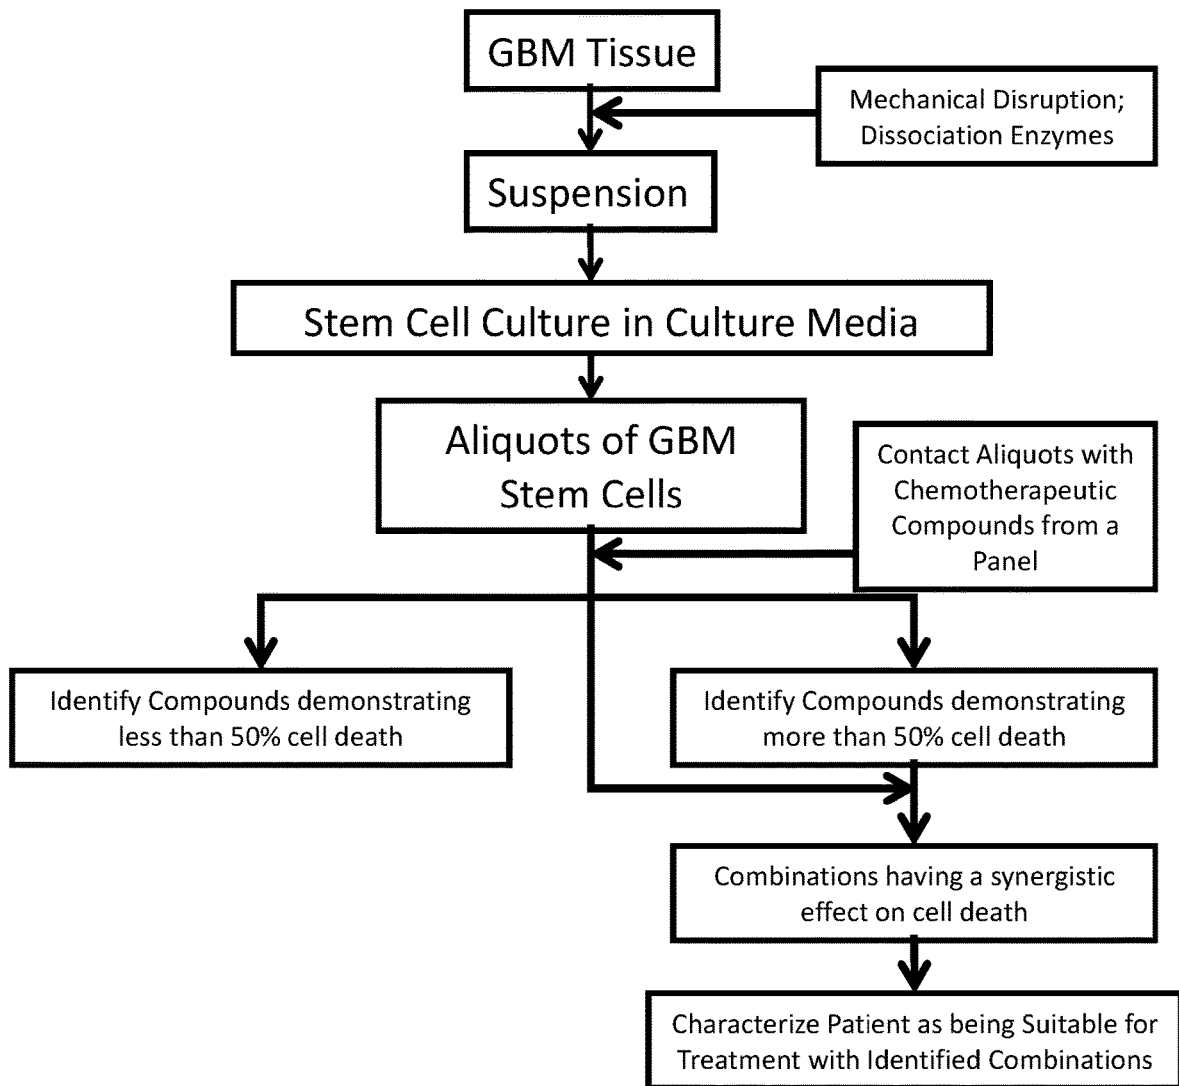 GBM Tissue
Mechanical Disruption;
Dissociation Enzymes
Suspension
Stem Cell Culture in Culture Media
Aliquots of GBM
Stem Cells
Contact Aliquots with
Chemotherapeutic
Compounds from a
Panel
Identify Compounds demonstrating
less than 50% cell death
Identify Compounds demonstrating
more than 50% cell death
Combinations having a synergistic
effect on cell death
Characterize Patient as being Suitable for
Treatment with Identified Combinations